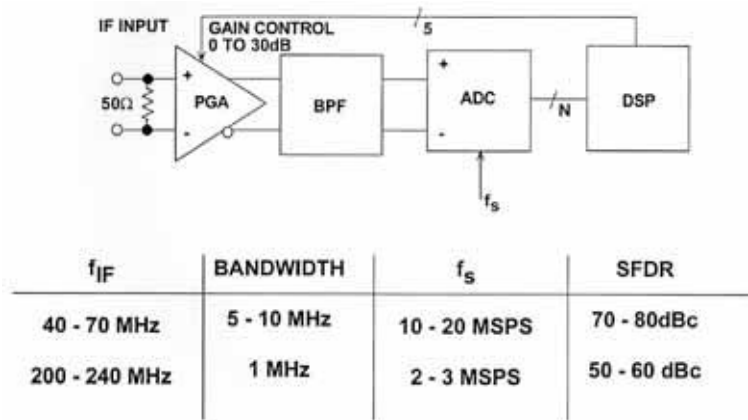 IF INPUT
GAIN CONTROL
0 TO 30dB
5
50Ω
+
-
PGA
BPF
+
-
ADC
N
DSP
fs
fIF BANDWIDTH fs SFDR
40 - 70 MHz 5 - 10 MHz 10 - 20 MSPS 70 - 80dBc
200 - 240 MHz 1 MHz 2 - 3 MSPS 50 - 60 dBc